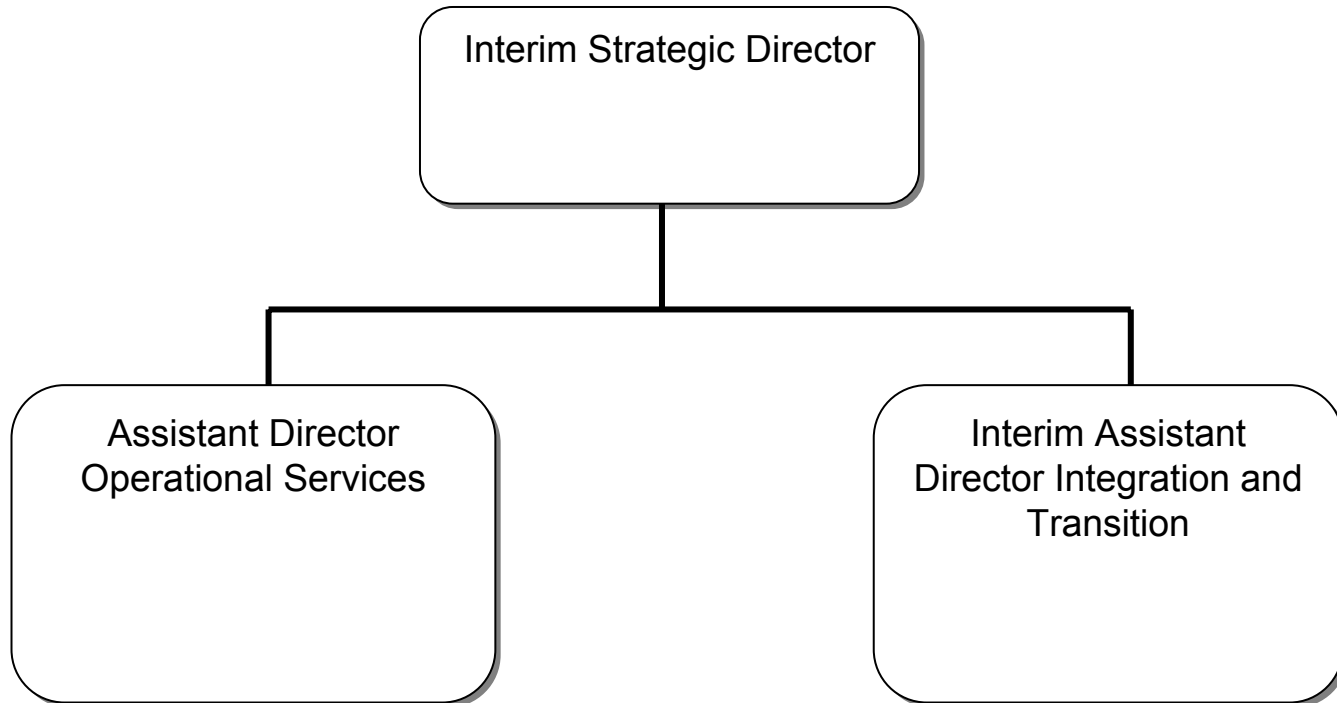 Interim Strategic Director
Assistant Director
Operational Services
Interim Assistant
Director Integration and
Transition